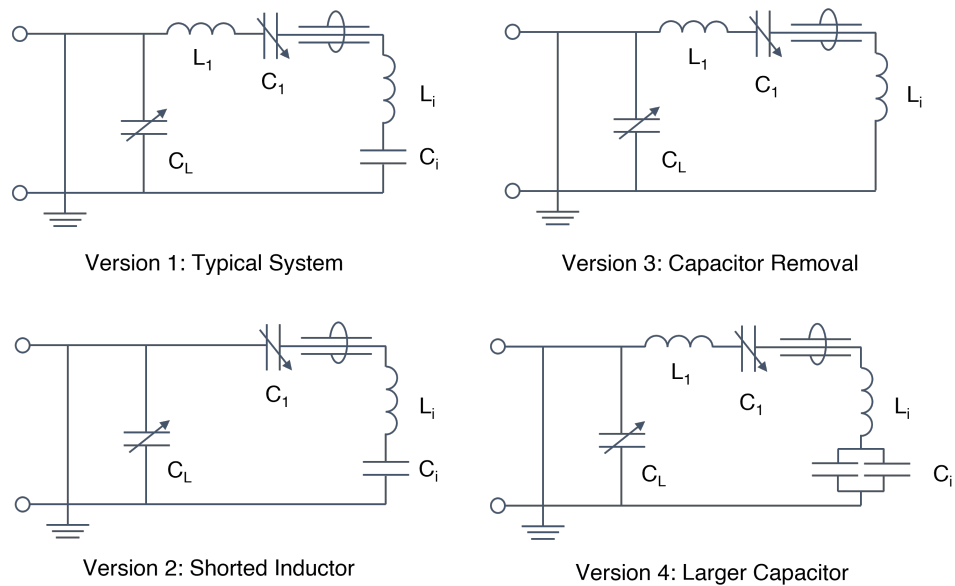 L1
C1
Li
CL
Ci
Version 1: Typical System
L1
C1
Li
CL
Version 3: Capacitor Removal
C1
Li
CL
Ci
Version 2: Shorted Inductor
L1
C1
Li
CL
Ci
Version 4: Larger Capacitor